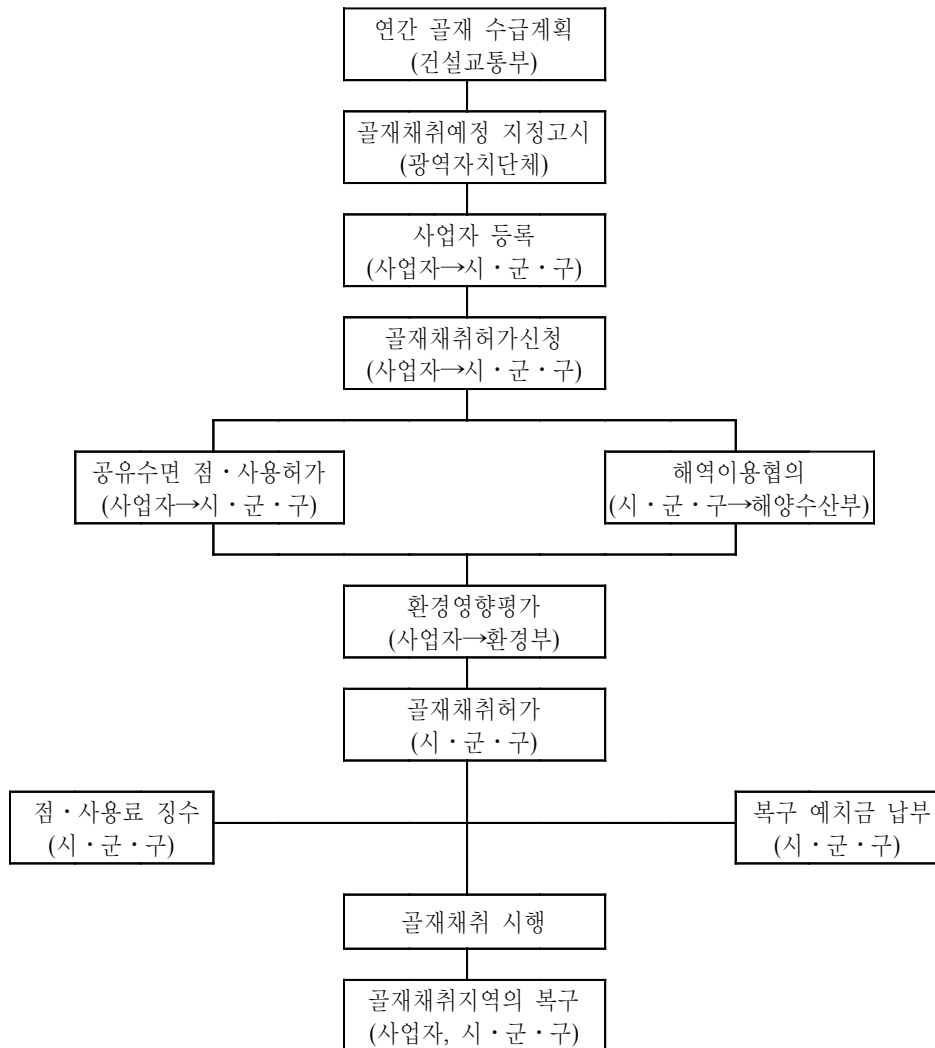 연간 골재 수급계획
(건설교통부)
골재채취예정 지정고시
(광역자치단체)
사업자 등록
(사업자→시・군・구)
골재채취허가신청
(사업자→시・군・구)
공유수면 점・사용허가
(사업자→시・군・구)
해역이용협의
(시・군・구→해양수산부)
환경영향평가
(사업자→환경부)
골재채취허가
(시・군・구)
점・사용료 징수
(시・군・구)
복구 예치금 납부
(시・군・구)
골재채취 시행
골재채취지역의 복구
(사업자, 시・군・구)